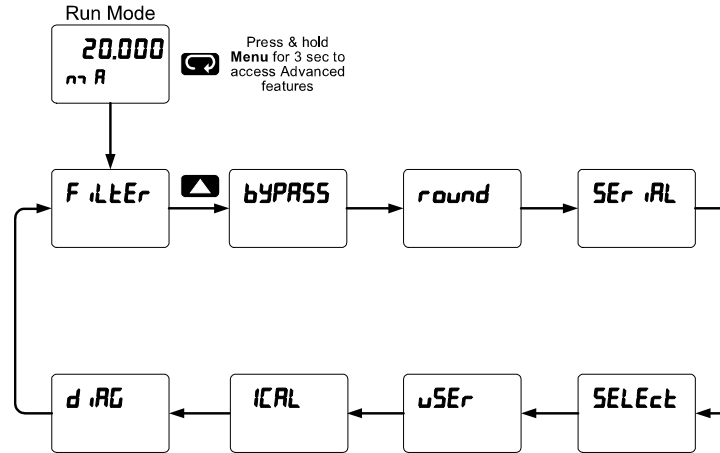 Run Mode
20.000
mA
Press & hold
Menu for 3 sec to
access Advanced
features
FiLtEr
bYPASS
round
SEriAL
diAG
ICAL
uSEr
SELEct